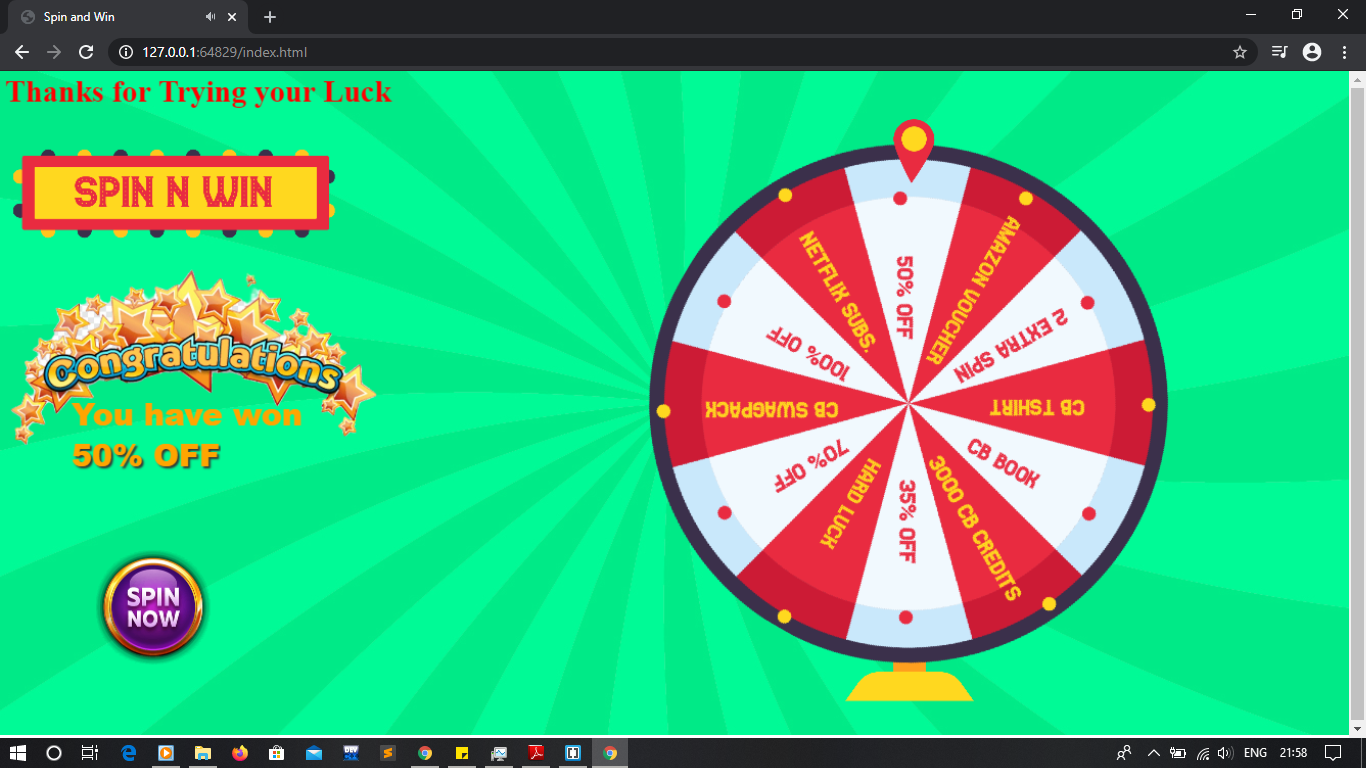 Spin and Win
127.0.0.1:64829/index.html
Thanks for Trying your Luck
SPIN N WIN
Congratulations
You have won
50% OFF
SPIN
NOW
50% OFF
AMAZON VOUCHER
2 EXTRA SPIN
CB TSHIRT
CB BOOK
3000 CB CREDITS
35% OFF
HARD LUCK
70% OFF
CB SWAGPACK
100% OFF
NETFLIX SUBS.
ENG
21:58